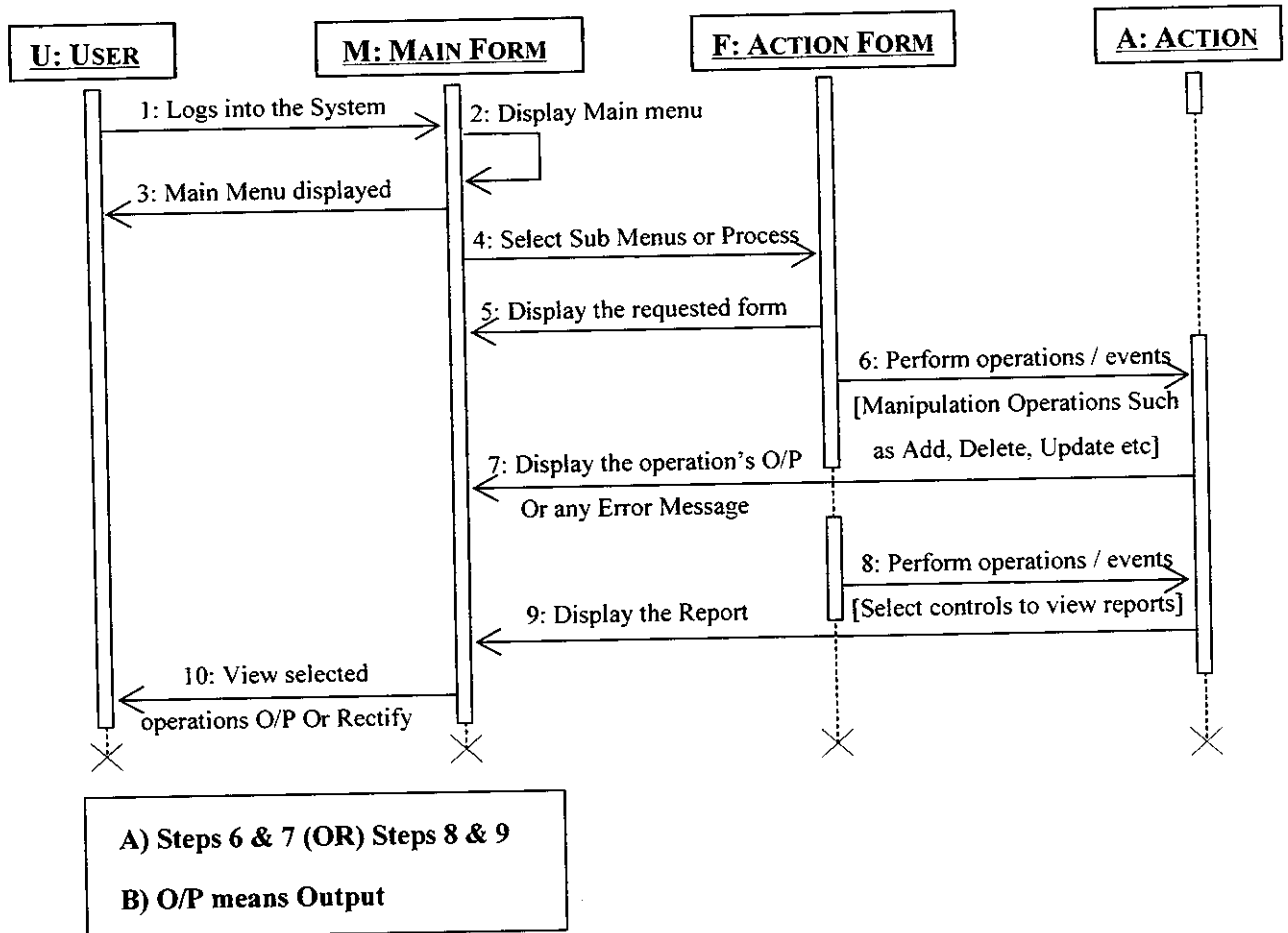 U: USER
M: MAIN FORM
F: ACTION FORM
A: ACTION
1: Logs into the System
2: Display Main menu
3: Main Menu displayed
4: Select Sub Menus or Process
5: Display the requested form
6: Perform operations / events
[Manipulation Operations Such
as Add, Delete, Update etc]
7: Display the operation's O/P
Or any Error Message
8: Perform operations / events
[Select controls to view reports]
9: Display the Report
10: View selected
operations O/P Or Rectify
A) Steps 6 & 7 (OR) Steps 8 & 9
B) O/P means Output